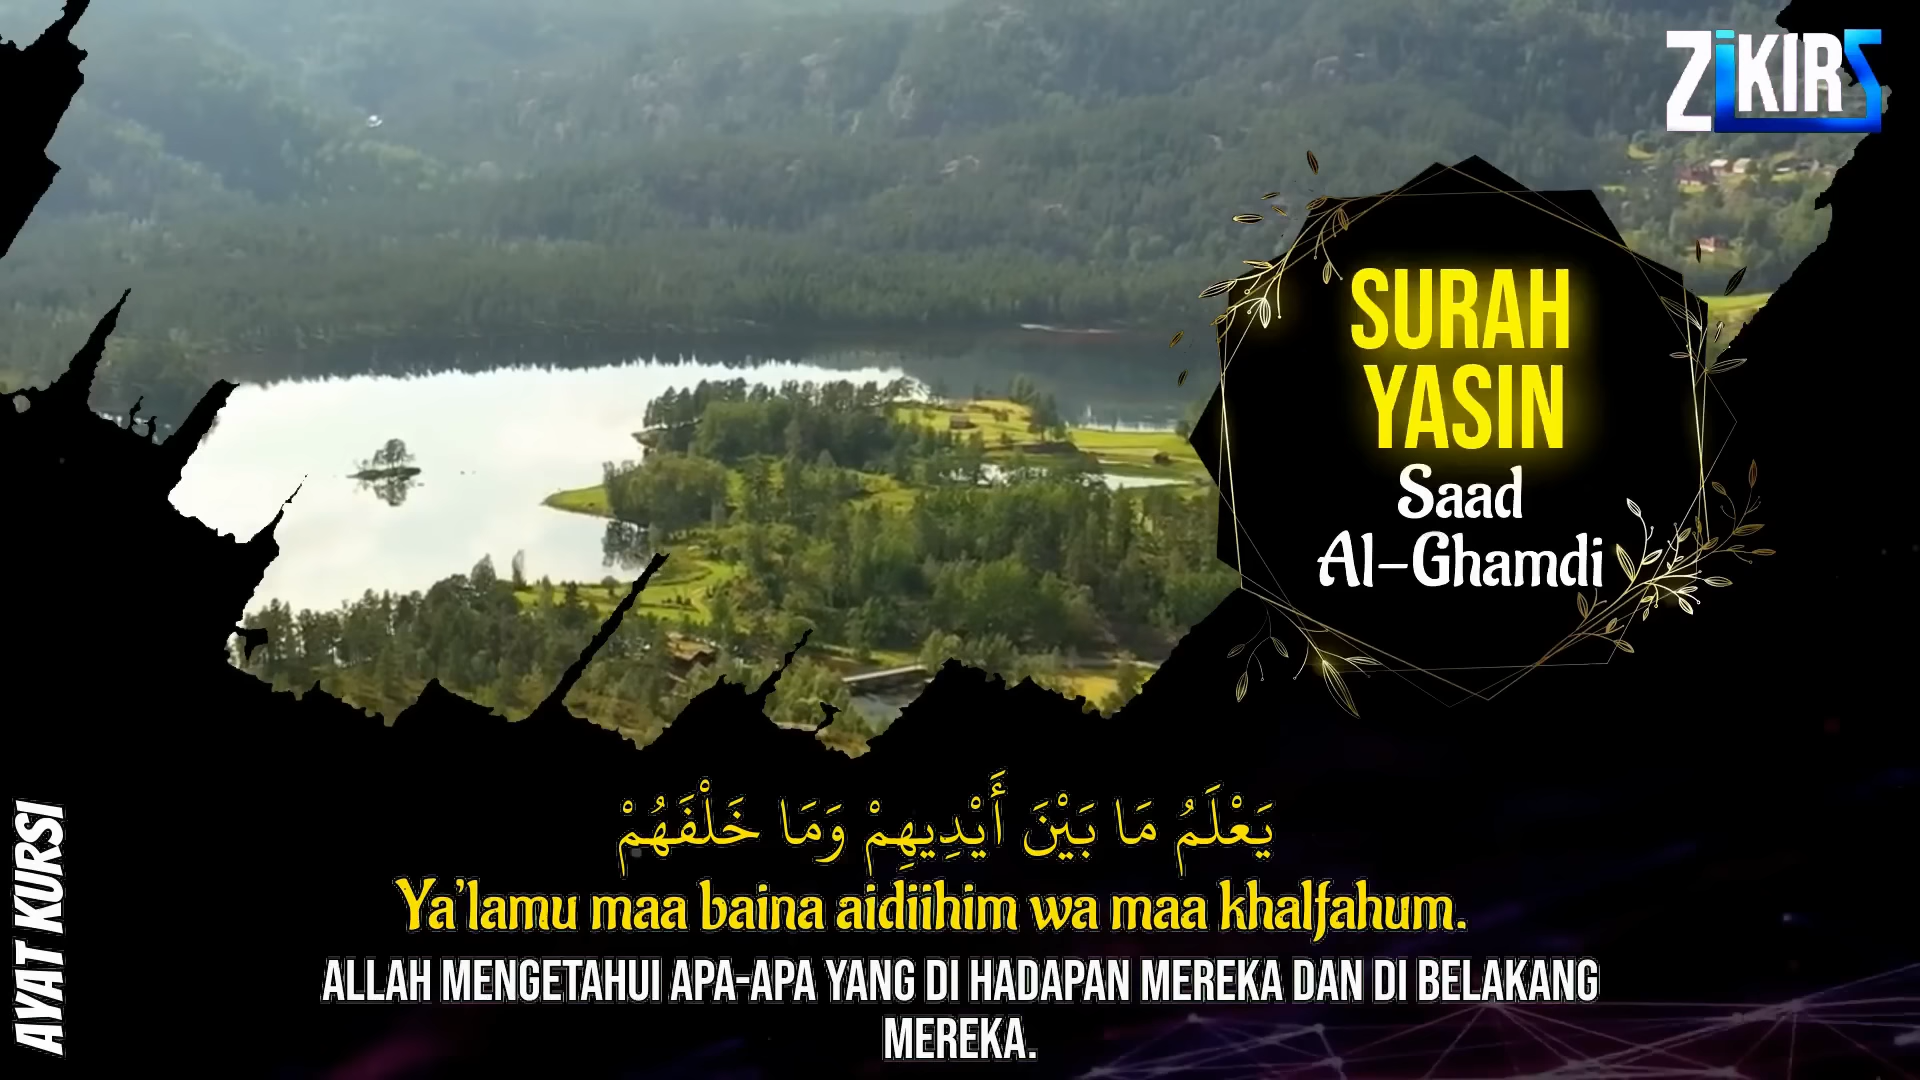 ZIKIR
SURAH
YASIN
Saad
Al-Ghamdi
يَعْلَمُ مَا بَيْنَ أَيْدِيهِمْ وَمَا خَلْفَهُمْ
Ya'lamu maa baina aidiihim wa maa khalfahum.
ALLAH MENGETAHUI APA-APA YANG DI HADAPAN MEREKA DAN DI BELAKANG
MEREKA.
AYAT KURSI